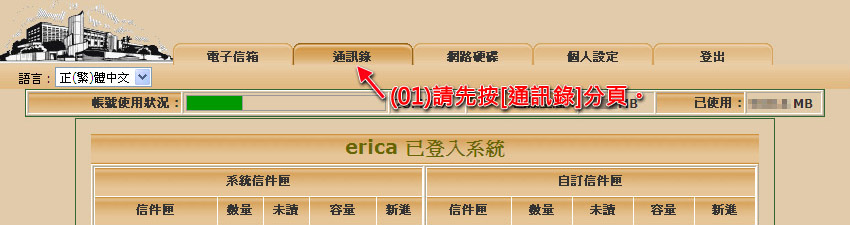 電子信箱 通訊錄 網路硬碟 個人設定 登出
語言：正(繁)體中文
帳號使用狀況： (01)請先按[通訊錄]分頁。 MB 已使用： MB
erica 已登入系統
系統信件匣 自訂信件匣
信件匣 數量 未讀 容量 新進 信件匣 數量 未讀 容量 新進